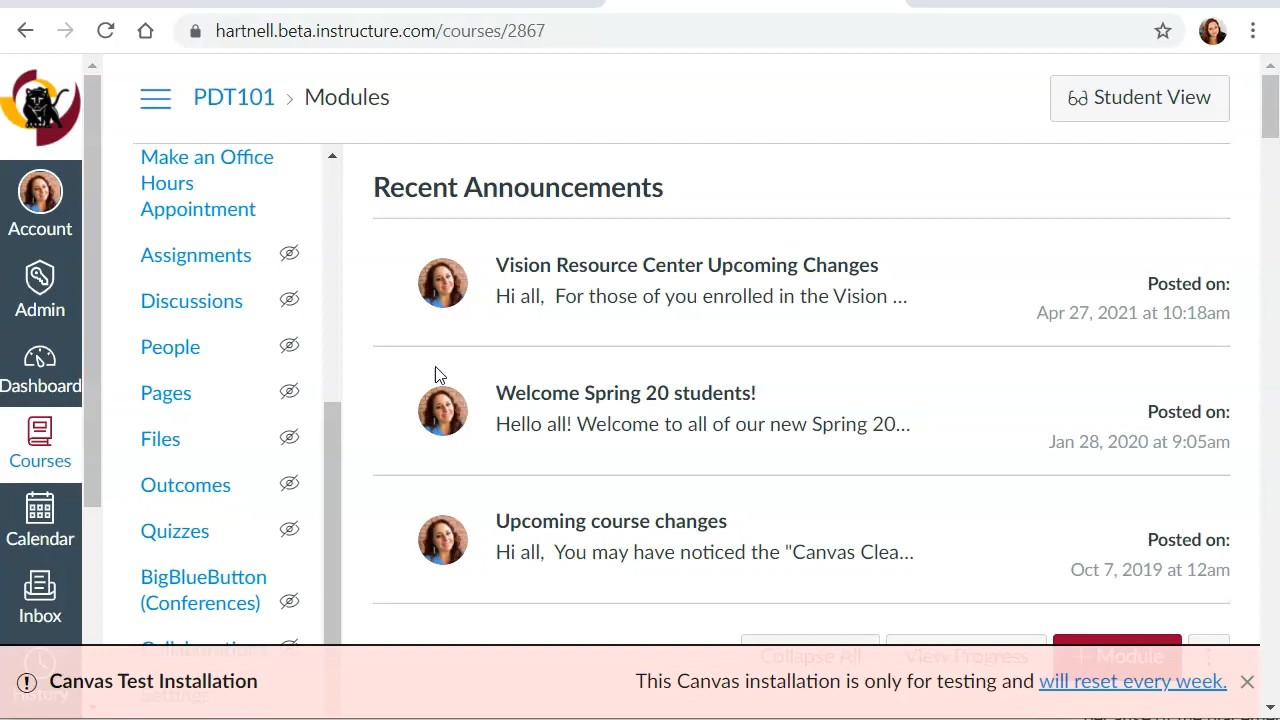 hartnell.beta.instructure.com/courses/2867
PDT101 › Modules
Student View
Account
Admin
Dashboard
Courses
Calendar
Inbox
Make an Office
Hours
Appointment
Assignments
Discussions
People
Pages
Files
Outcomes
Quizzes
BigBlueButton
(Conferences)
Recent Announcements
Vision Resource Center Upcoming Changes
Hi all, For those of you enrolled in the Vision ...
Posted on:
Apr 27, 2021 at 10:18am
Welcome Spring 20 students!
Hello all! Welcome to all of our new Spring 20...
Posted on:
Jan 28, 2020 at 9:05am
Upcoming course changes
Hi all, You may have noticed the "Canvas Clea...
Posted on:
Oct 7, 2019 at 12am
Collapse All
View Progress
+ Module
Canvas Test Installation
This Canvas installation is only for testing and will reset every week.